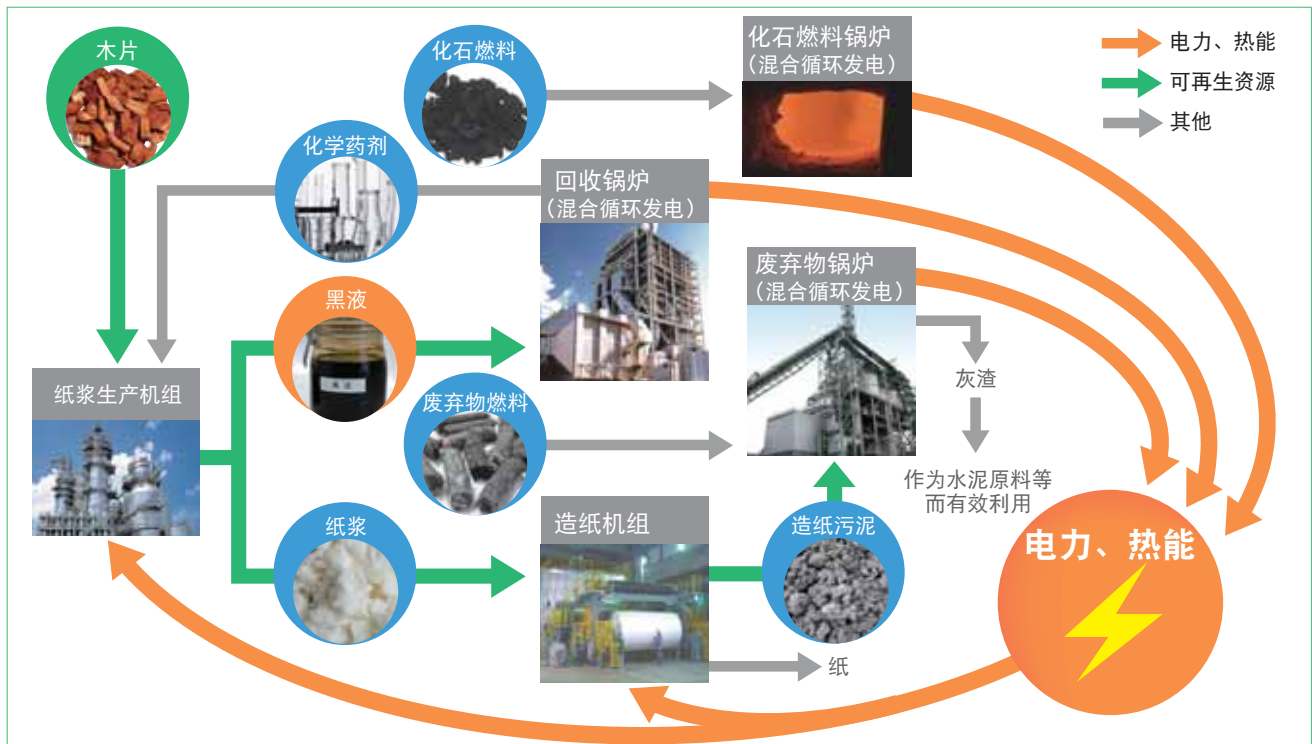 木片
化石燃料
化石燃料锅炉
（混合循环发电）
电力、热能
可再生资源
其他
化学药剂
回收锅炉
（混合循环发电）
废弃物锅炉
（混合循环发电）
黑液
灰渣
纸浆生产机组
废弃物燃料
作为水泥原料等
而有效利用
纸浆
造纸机组
造纸污泥
电力、热能
纸